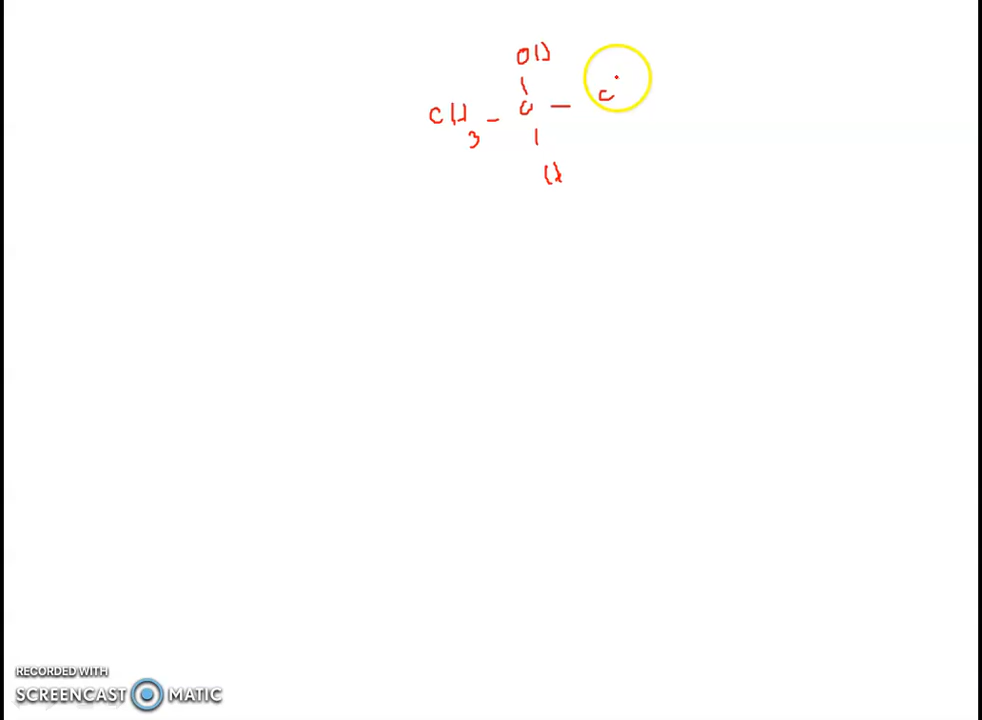 OH
CH3 - C - C
H
RECORDED WITH
SCREENCAST MATIC